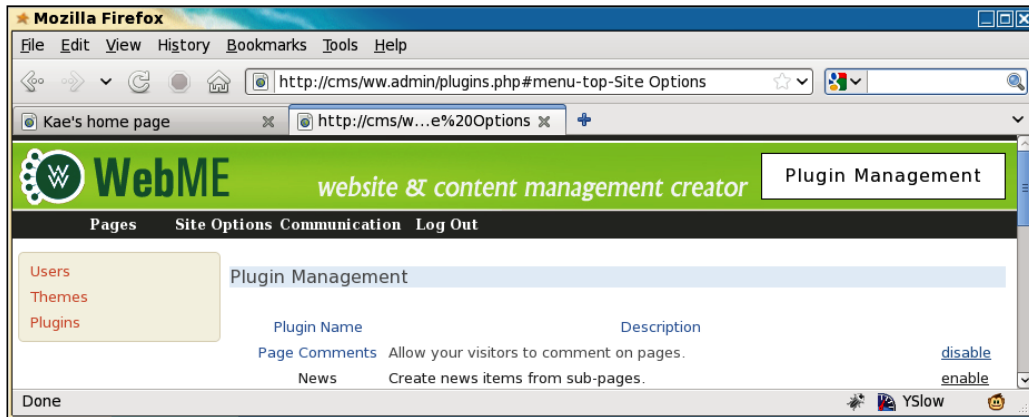 Mozilla Firefox
File Edit View History Bookmarks Tools Help
http://cms/ww.admin/plugins.php#menu-top-Site Options
Kae's home page
http://cms/w...e%20Options
W WebME website & content management creator Plugin Management
Pages Site Options Communication Log Out
Users
Themes
Plugins
Plugin Management
Plugin Name Description
Page Comments Allow your visitors to comment on pages. disable
News Create news items from sub-pages. enable
Done YSlow